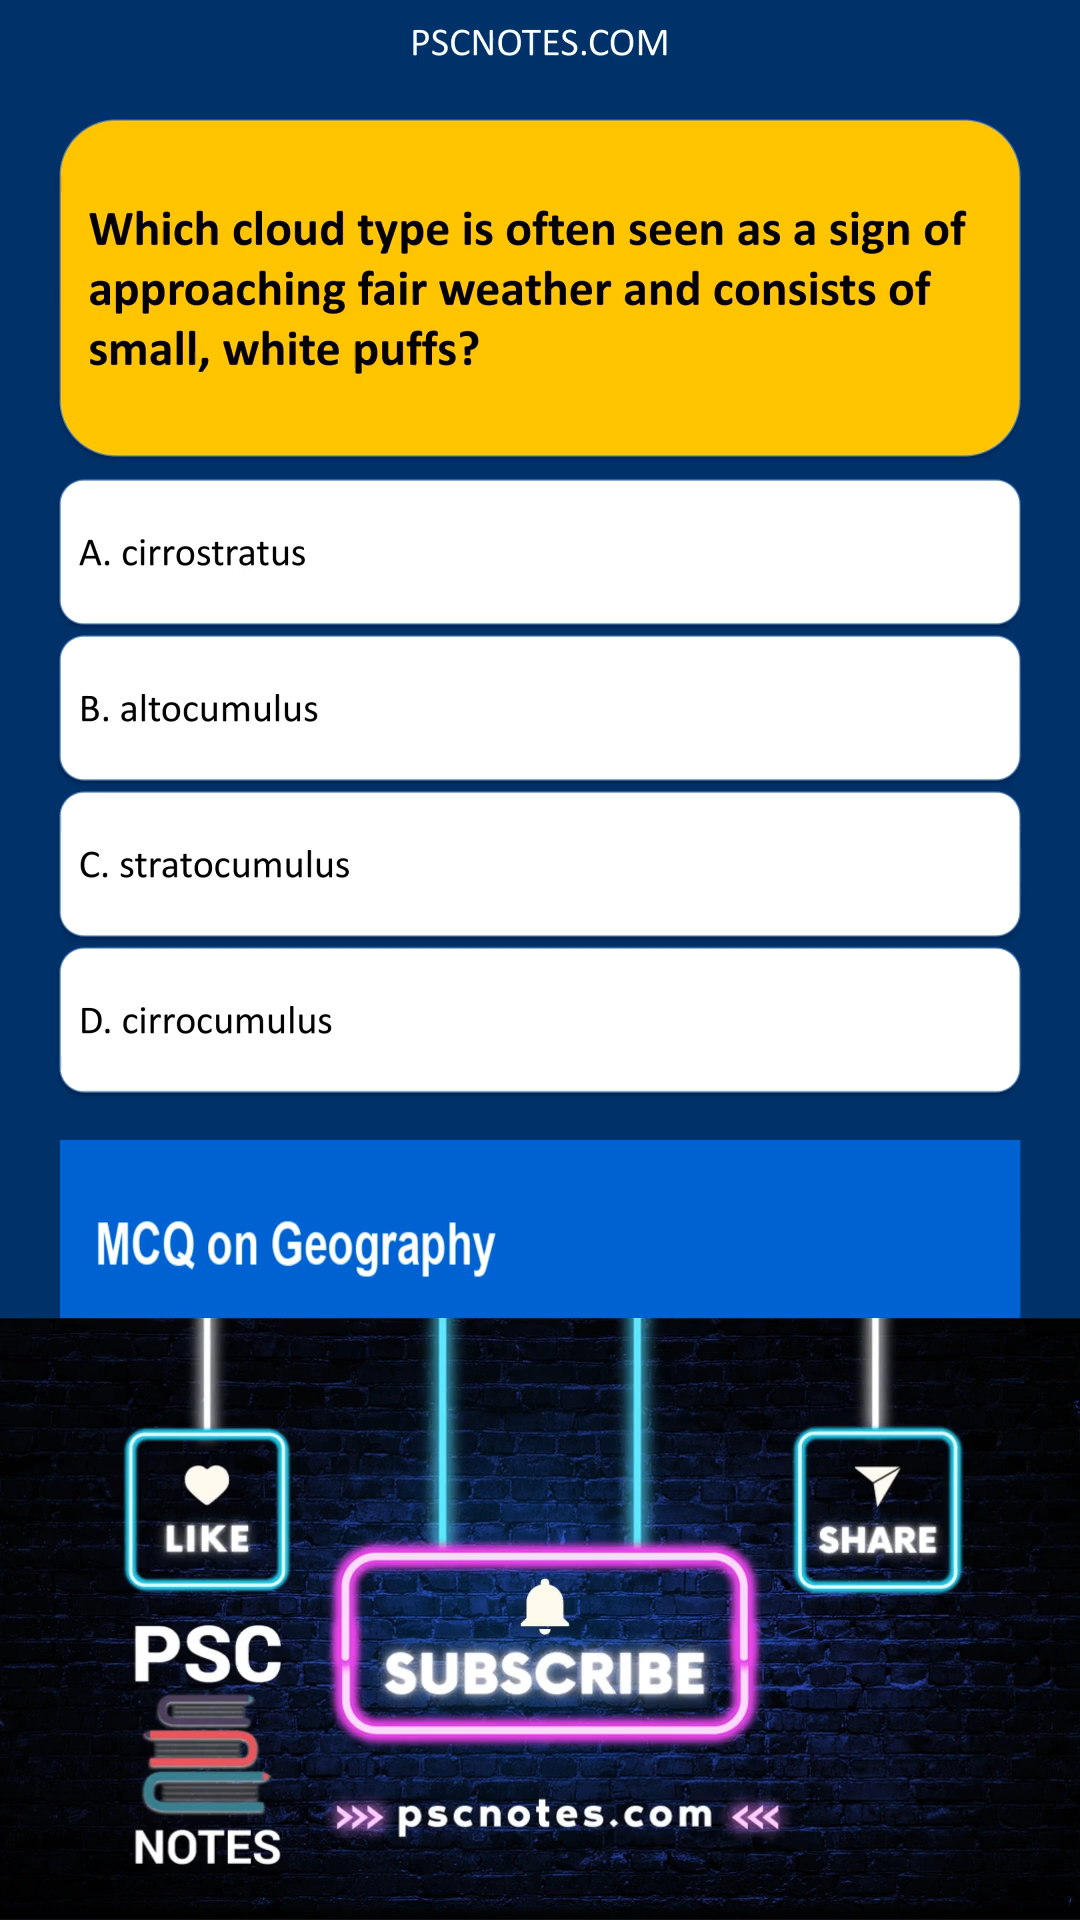 PSCNOTES.COM
Which cloud type is often seen as a sign of
approaching fair weather and consists of
small, white puffs?
A. cirrostratus
B. altocumulus
C. stratocumulus
D. cirrocumulus
MCQ on Geography
LIKE
SHARE
SUBSCRIBE
PSC
NOTES
>>> pscnotes.com <<<